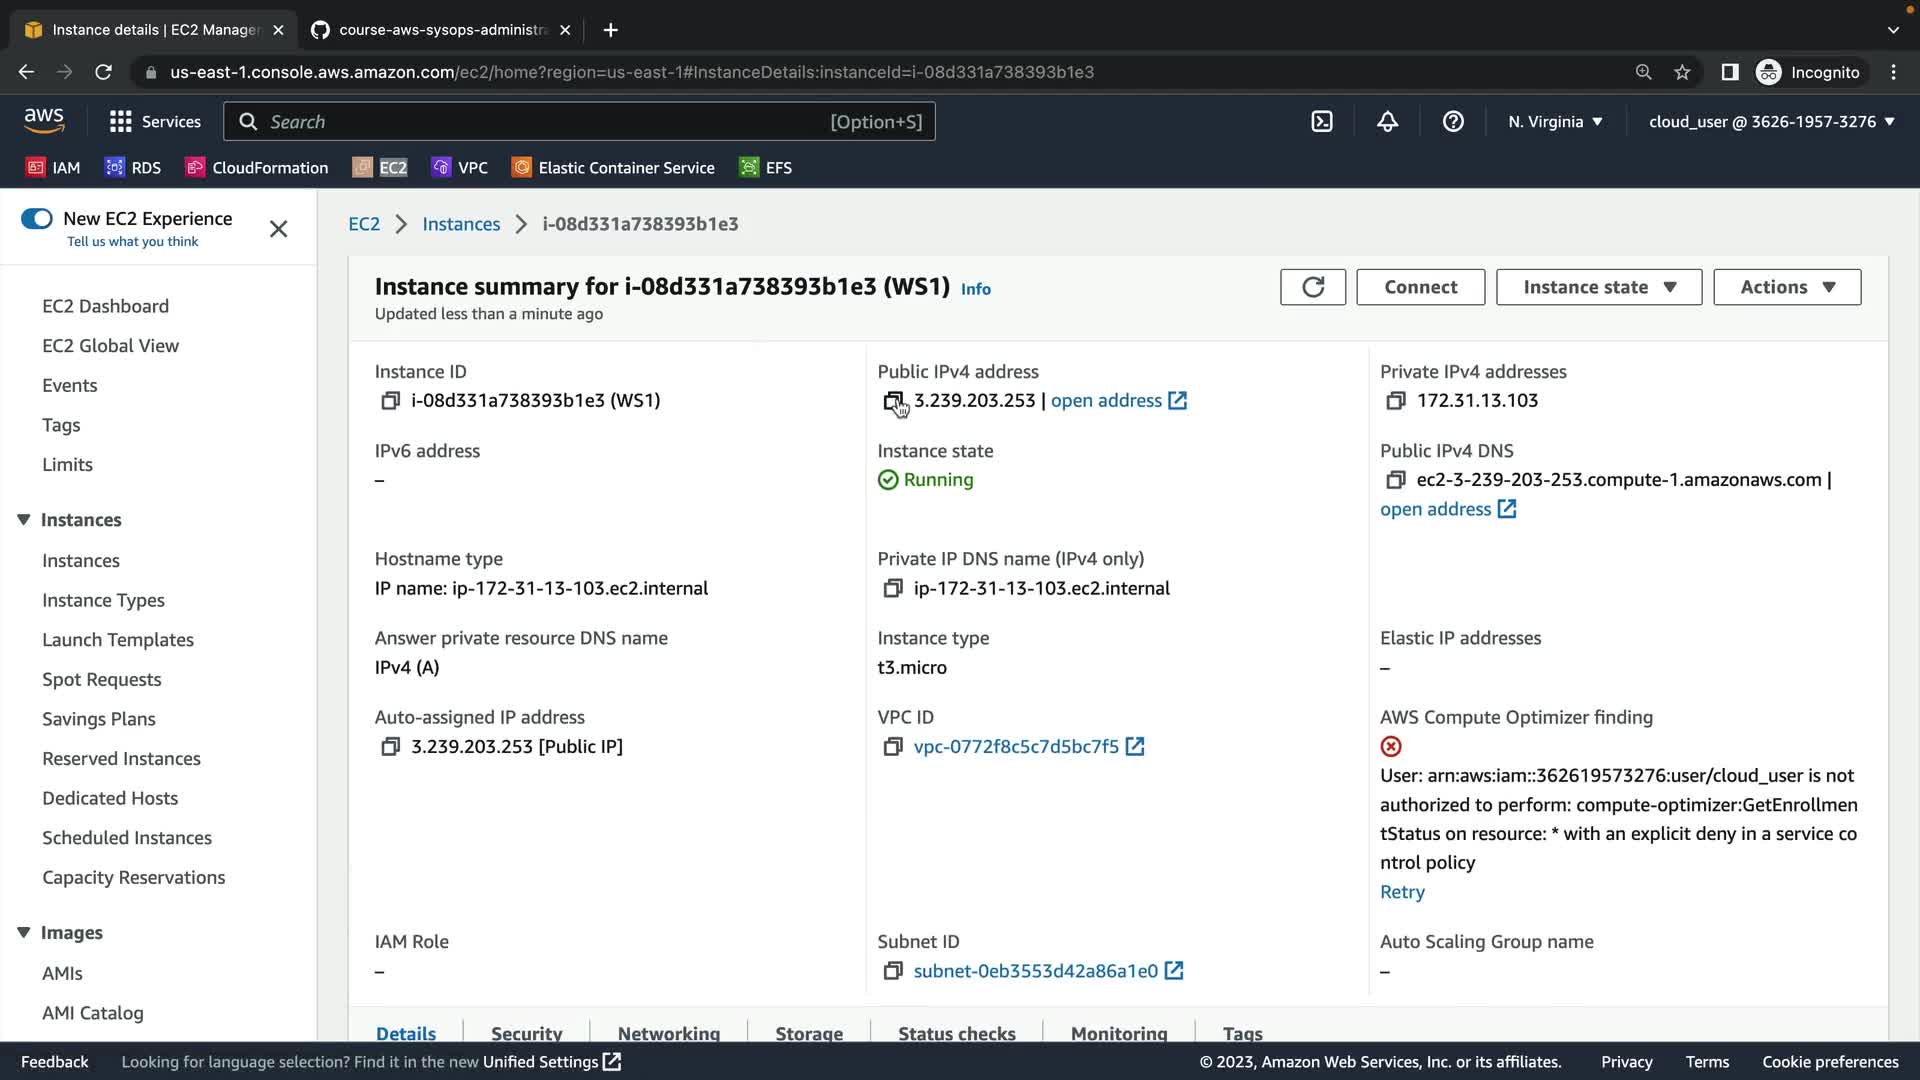 Instance details | EC2 Manager
course-aws-sysops-administra
us-east-1.console.aws.amazon.com/ec2/home?region=us-east-1#InstanceDetails:instanceId=i-08d331a738393b1e3
Incognito
aws
Services
Search
[Option+S]
N. Virginia
cloud_user @ 3626-1957-3276
IAM
RDS
CloudFormation
EC2
VPC
Elastic Container Service
EFS
New EC2 Experience
Tell us what you think
EC2 Dashboard
EC2 Global View
Events
Tags
Limits
Instances
Instances
Instance Types
Launch Templates
Spot Requests
Savings Plans
Reserved Instances
Dedicated Hosts
Scheduled Instances
Capacity Reservations
Images
AMIs
AMI Catalog
EC2 > Instances > i-08d331a738393b1e3
Instance summary for i-08d331a738393b1e3 (WS1) Info
Updated less than a minute ago
Connect
Instance state
Actions
Instance ID
i-08d331a738393b1e3 (WS1)
Public IPv4 address
3.239.203.253 | open address
Private IPv4 addresses
172.31.13.103
IPv6 address
–
Instance state
Running
Public IPv4 DNS
ec2-3-239-203-253.compute-1.amazonaws.com |
open address
Hostname type
IP name: ip-172-31-13-103.ec2.internal
Private IP DNS name (IPv4 only)
ip-172-31-13-103.ec2.internal
Answer private resource DNS name
IPv4 (A)
Instance type
t3.micro
Elastic IP addresses
–
Auto-assigned IP address
3.239.203.253 [Public IP]
VPC ID
vpc-0772f8c5c7d5bc7f5
AWS Compute Optimizer finding
User: arn:aws:iam::362619573276:user/cloud_user is not
authorized to perform: compute-optimizer:GetEnrollmen
tStatus on resource: * with an explicit deny in a service co
ntrol policy
Retry
IAM Role
–
Subnet ID
subnet-0eb3553d42a86a1e0
Auto Scaling Group name
–
Details
Security
Networking
Storage
Status checks
Monitoring
Tags
Feedback
Looking for language selection? Find it in the new Unified Settings
© 2023, Amazon Web Services, Inc. or its affiliates.
Privacy
Terms
Cookie preferences